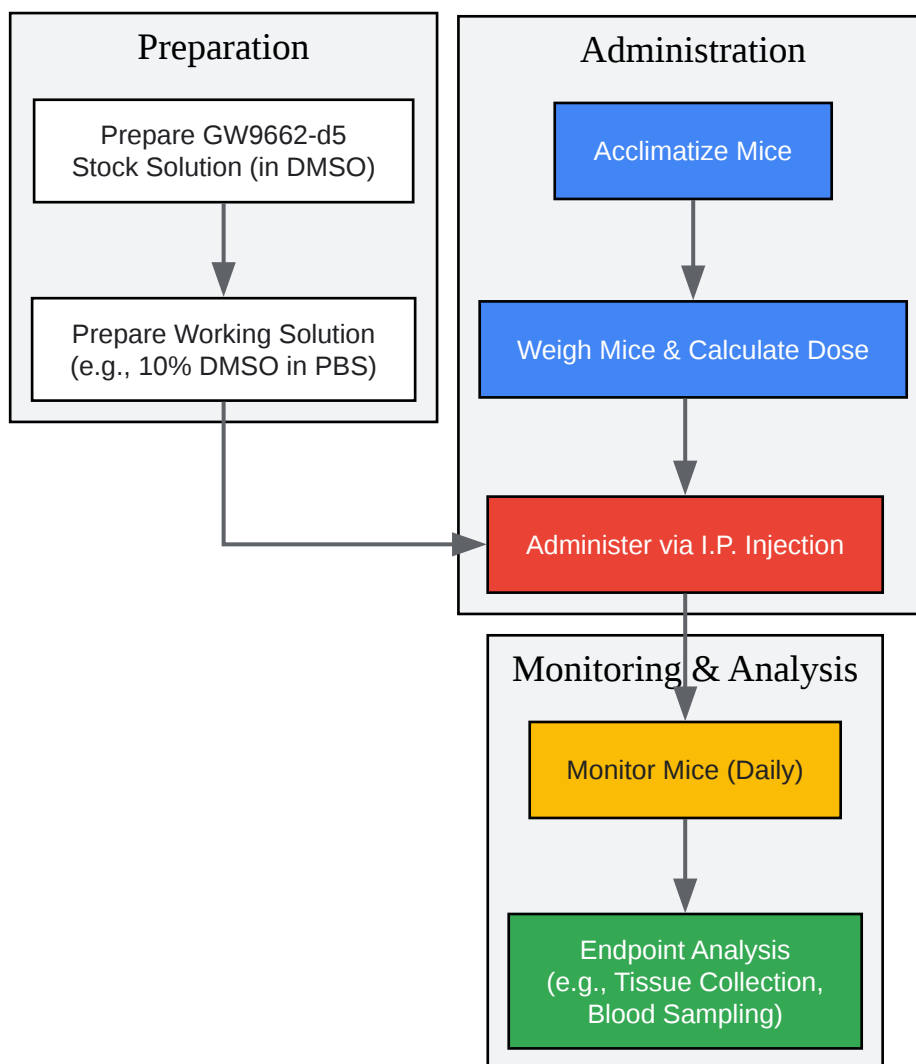 Preparation
Prepare GW9662-d5
Stock Solution (in DMSO)
Prepare Working Solution
(e.g., 10% DMSO in PBS)
Administration
Acclimatize Mice
Weigh Mice & Calculate Dose
Administer via I.P. Injection
Monitoring & Analysis
Monitor Mice (Daily)
Endpoint Analysis
(e.g., Tissue Collection,
Blood Sampling)